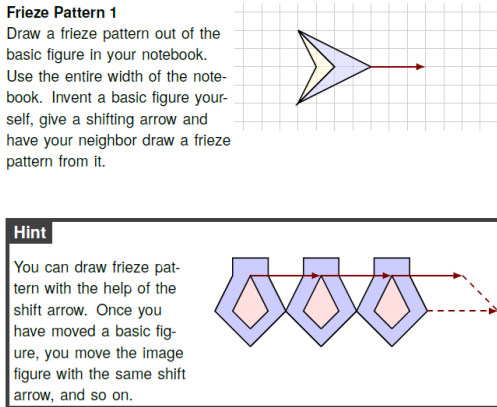 Frieze Pattern 1
Draw a frieze pattern out of the
basic figure in your notebook.
Use the entire width of the note-
book. Invent a basic figure your-
self, give a shifting arrow and
have your neighbor draw a frieze
pattern from it.
Hint
You can draw frieze pat-
tern with the help of the
shift arrow. Once you
have moved a basic fig-
ure, you move the image
figure with the same shift
arrow, and so on.